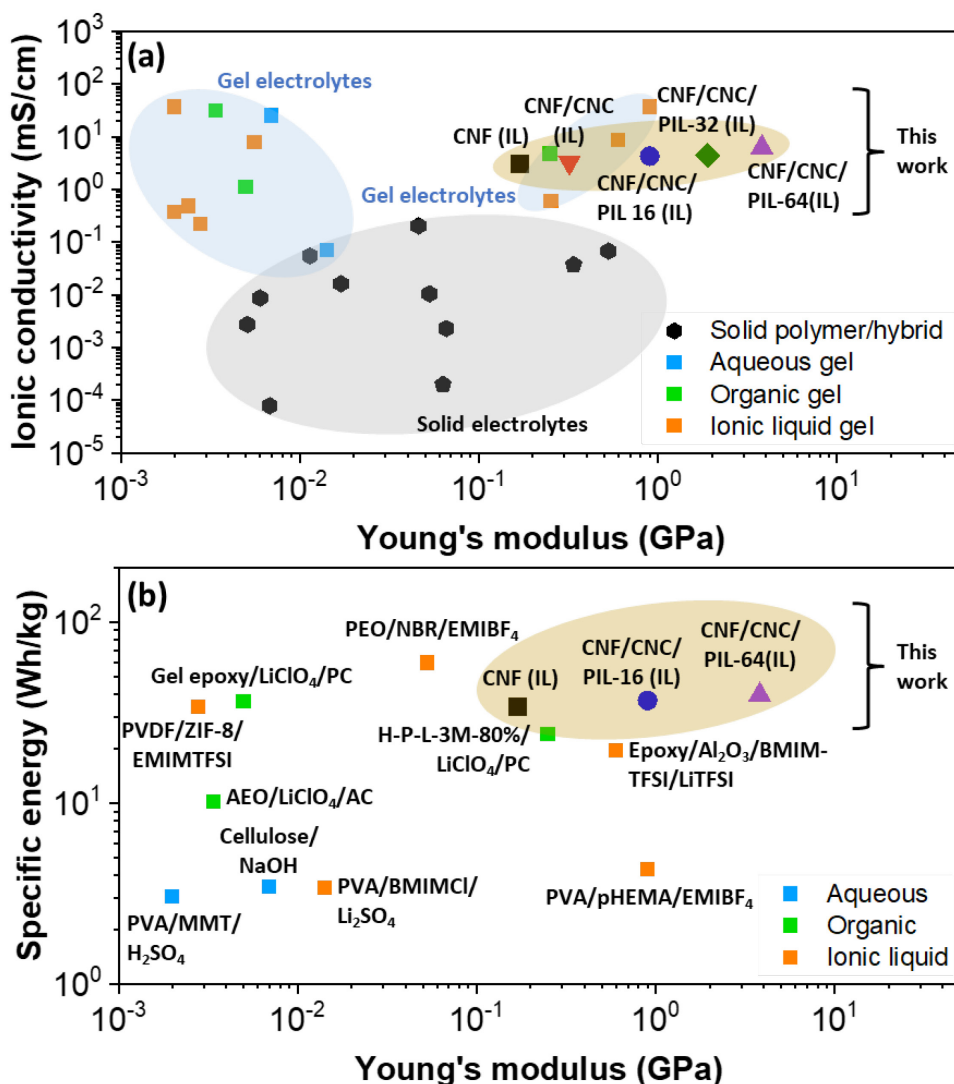 (a)
Ionic conductivity (mS/cm)
10³
10²
10¹
10⁰
10⁻¹
10⁻²
10⁻³
10⁻⁴
10⁻⁵
Gel electrolytes
CNF (IL)
CNF/CNC
(IL)
CNF/CNC/
PIL-32 (IL)
This
work
Gel electrolytes
CNF/CNC/
PIL 16 (IL)
CNF/CNC/
PIL-64(IL)
Solid polymer/hybrid
Aqueous gel
Organic gel
Ionic liquid gel
Solid electrolytes
10⁻³
10⁻²
10⁻¹
10⁰
10¹
Young's modulus (GPa)
(b)
Specific energy (Wh/kg)
10²
10¹
10⁰
PEO/NBR/EMIBF₄
Gel epoxy/LiClO₄/PC
PVDF/ZIF-8/
EMIMTFSI
CNF (IL)
CNF/CNC/
PIL-16 (IL)
CNF/CNC/
PIL-64(IL)
This
work
H-P-L-3M-80%/
LiClO₄/PC
Epoxy/Al₂O₃/BMIM-
TFSI/LiTFSI
AEO/LiClO₄/AC
Cellulose/
NaOH
PVA/MMT/
H₂SO₄
PVA/BMIMCl/
Li₂SO₄
PVA/pHEMA/EMIBF₄
Aqueous
Organic
Ionic liquid
10⁻³
10⁻²
10⁻¹
10⁰
10¹
Young's modulus (GPa)